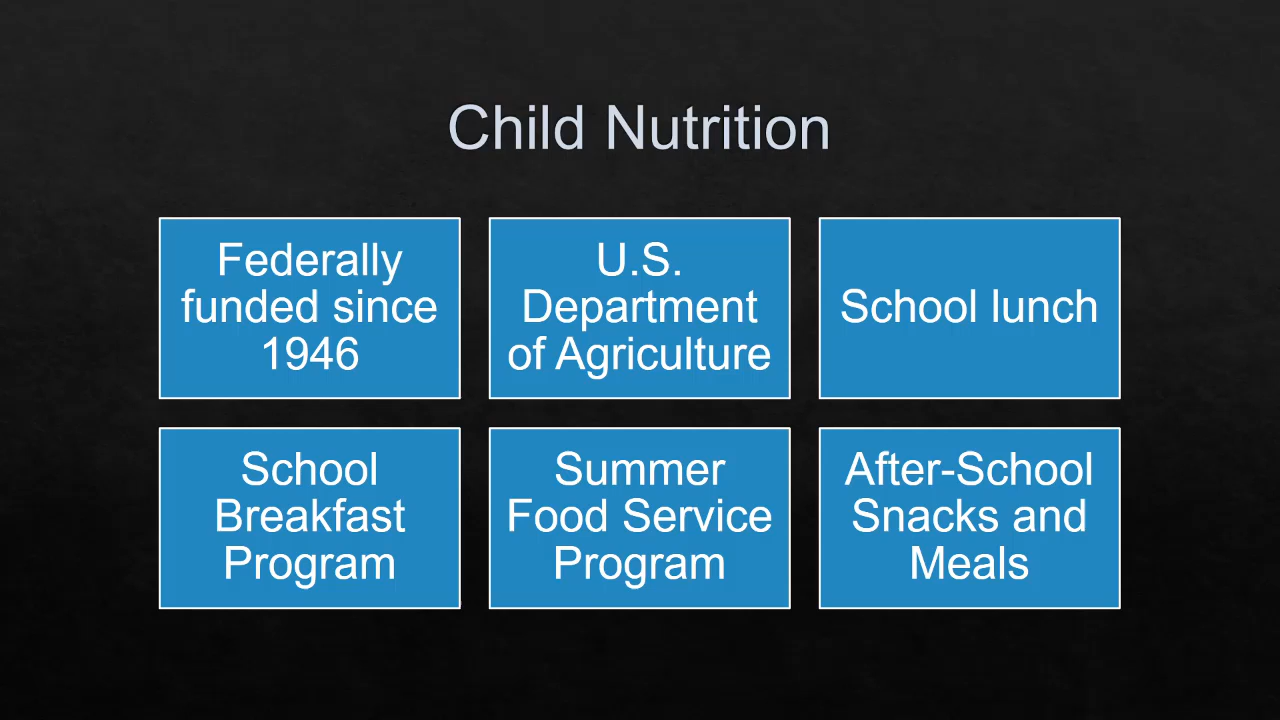 Child Nutrition
Federally
funded since
1946
U.S.
Department
of Agriculture
School lunch
School
Breakfast
Program
Summer
Food Service
Program
After-School
Snacks and
Meals